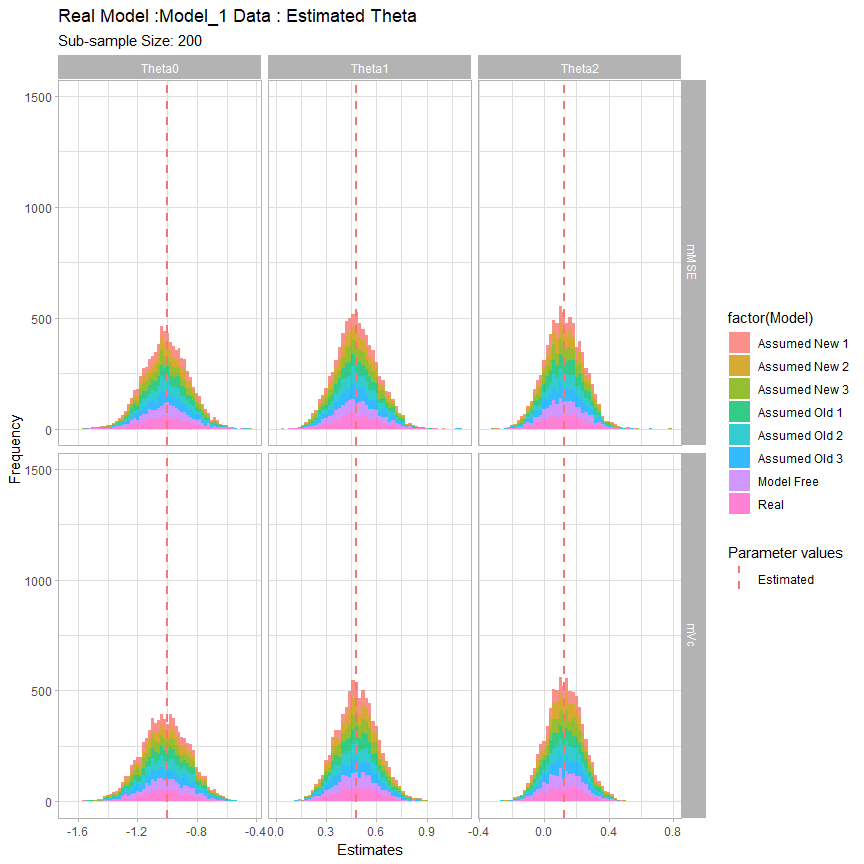 Real Model :Model_1 Data : Estimated Theta
Sub-sample Size: 200
Theta0 Theta1 Theta2
1500
1000
500
0
mMSE
1500
1000
500
0
mVc
Frequency
-1.6 -1.2 -0.8 -0.4 0.0 0.3 0.6 0.9 -0.4 0.0 0.4 0.8
Estimates
factor(Model)
Assumed New 1
Assumed New 2
Assumed New 3
Assumed Old 1
Assumed Old 2
Assumed Old 3
Model Free
Real
Parameter values
Estimated